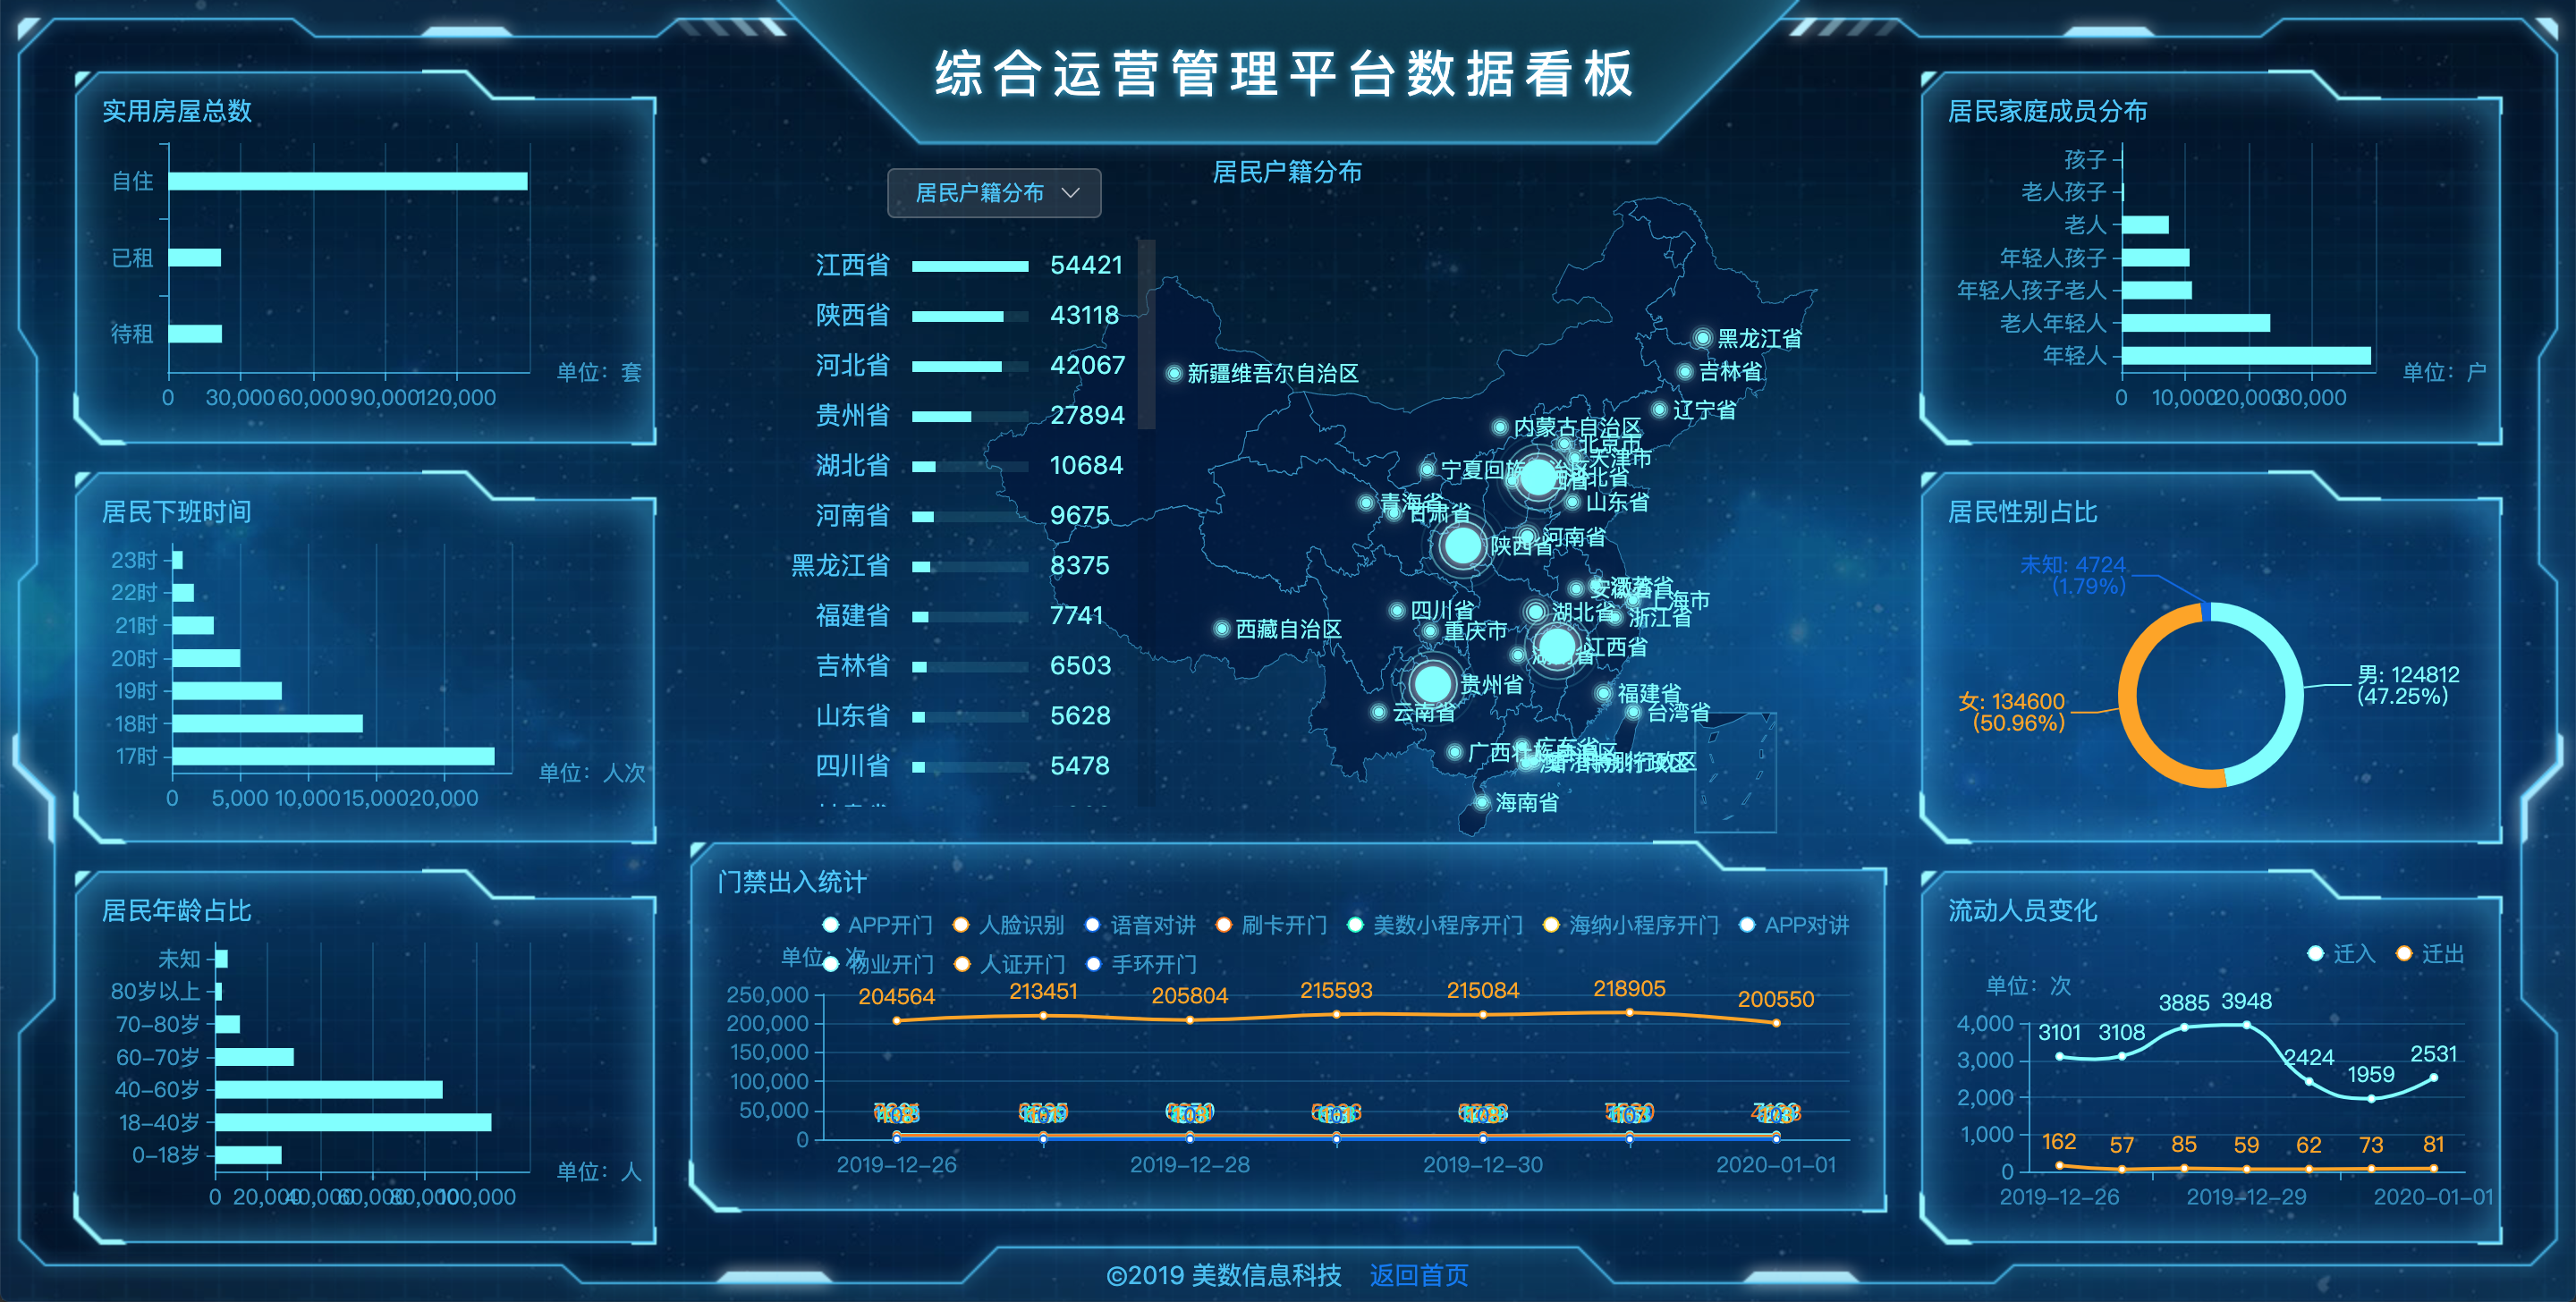 综合运营管理平台数据看板
实用房屋总数
自住
已租
待租
单位：套
0 30,000 60,000 90,000 120,000
居民下班时间
23时
22时
21时
20时
19时
18时
17时
单位：人次
0 5,000 10,000 15,000 20,000
居民年龄占比
未知
80岁以上
70-80岁
60-70岁
40-60岁
18-40岁
0-18岁
单位：人
0 20,000 40,000 60,000 80,000 100,000
居民户籍分布
居民户籍分布
江西省 54421
陕西省 43118
河北省 42067
贵州省 27894
湖北省 10684
河南省 9675
黑龙江省 8375
福建省 7741
吉林省 6503
山东省 5628
四川省 5478
黑龙江省
新疆维吾尔自治区
吉林省
辽宁省
内蒙古自治区
北京市
天津市
宁夏回族
北省
青海省
山东省
甘肃省
河南省
陕西省
安徽省
江苏省
上海市
四川省
湖北省
浙江省
西藏自治区
重庆市
江西省
贵州省
福建省
云南省
台湾省
广西壮族自治区
广东省
特别行政区
海南省
门禁出入统计
APP开门 人脸识别 语音对讲 刷卡开门 美数小程序开门 海纳小程序开门 APP对讲
单位：次
物业开门 人证开门 手环开门
250,000
200,000
150,000
100,000
50,000
0
204564 213451 205804 215593 215084 218905 200550
2019-12-26 2019-12-28 2019-12-30 2020-01-01
居民家庭成员分布
孩子
老人孩子
老人
年轻人孩子
年轻人孩子老人
老人年轻人
年轻人
单位：户
0 10,000 20,000 30,000
居民性别占比
未知: 4724
(1.79%)
男: 124812
(47.25%)
女: 134600
(50.96%)
流动人员变化
迁入 迁出
单位：次
4,000
3,000
2,000
1,000
0
3101 3108 3885 3948 2424 1959 2531
162 57 85 59 62 73 81
2019-12-26 2019-12-29 2020-01-01
©2019 美数信息科技 返回首页